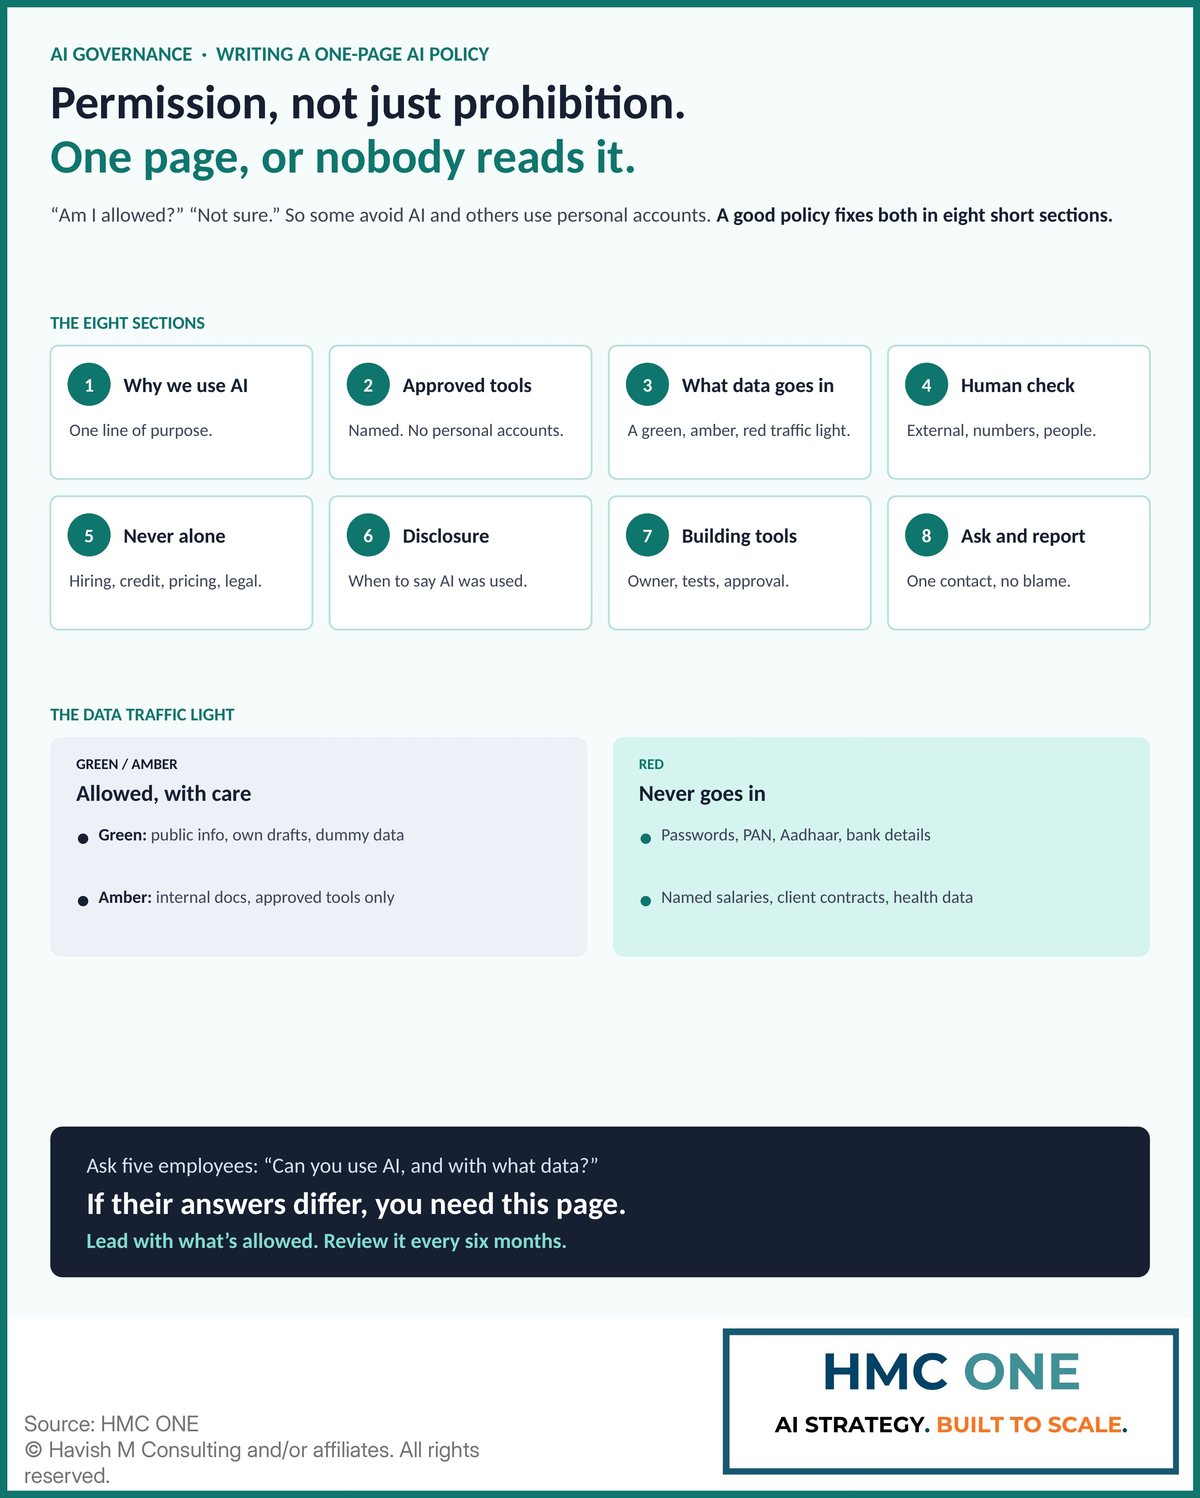 AI GOVERNANCE · WRITING A ONE-PAGE AI POLICY
Permission, not just prohibition.
One page, or nobody reads it.
“Am I allowed?” “Not sure.” So some avoid AI and others use personal accounts. A good policy fixes both in eight short sections.
THE EIGHT SECTIONS
1 Why we use AI
One line of purpose.
2 Approved tools
Named. No personal accounts.
3 What data goes in
A green, amber, red traffic light.
4 Human check
External, numbers, people.
5 Never alone
Hiring, credit, pricing, legal.
6 Disclosure
When to say AI was used.
7 Building tools
Owner, tests, approval.
8 Ask and report
One contact, no blame.
THE DATA TRAFFIC LIGHT
GREEN / AMBER
Allowed, with care
● Green: public info, own drafts, dummy data
● Amber: internal docs, approved tools only
RED
Never goes in
● Passwords, PAN, Aadhaar, bank details
● Named salaries, client contracts, health data
Ask five employees: “Can you use AI, and with what data?”
If their answers differ, you need this page.
Lead with what’s allowed. Review it every six months.
Source: HMC ONE
© Havish M Consulting and/or affiliates. All rights
reserved.
HMC ONE
AI STRATEGY. BUILT TO SCALE.